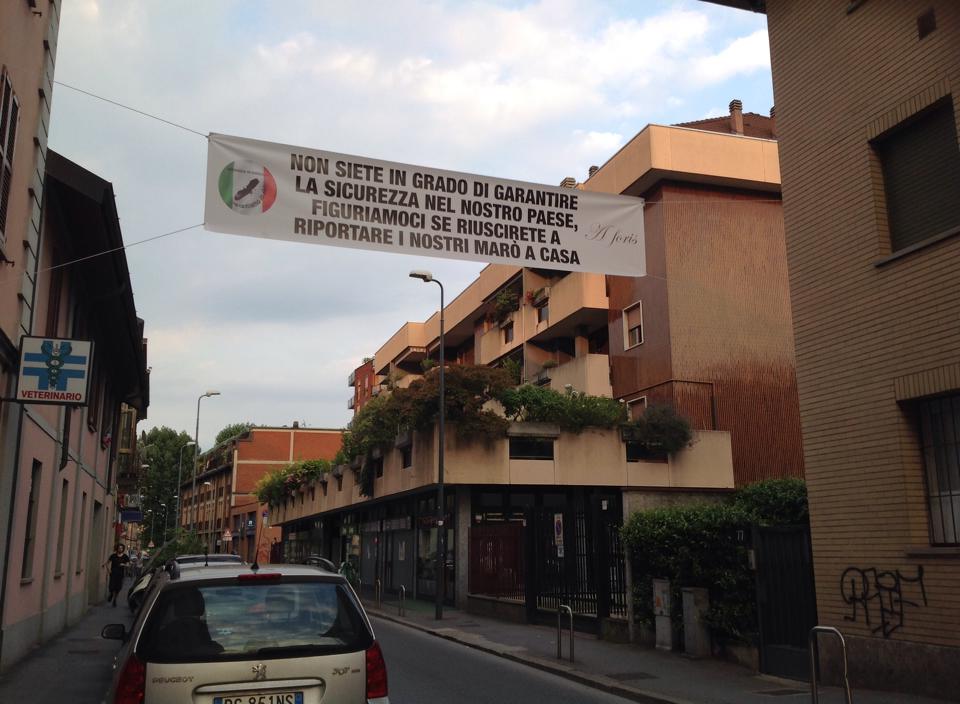 NON SIETE IN GRADO DI GARANTIRE
LA SICUREZZA NEL NOSTRO PAESE,
FIGURIAMOCI SE RIUSCIRETE A
RIPORTARE I NOSTRI MARÒ A CASA
A foris
VETERINARIO
PEUGEOT
307